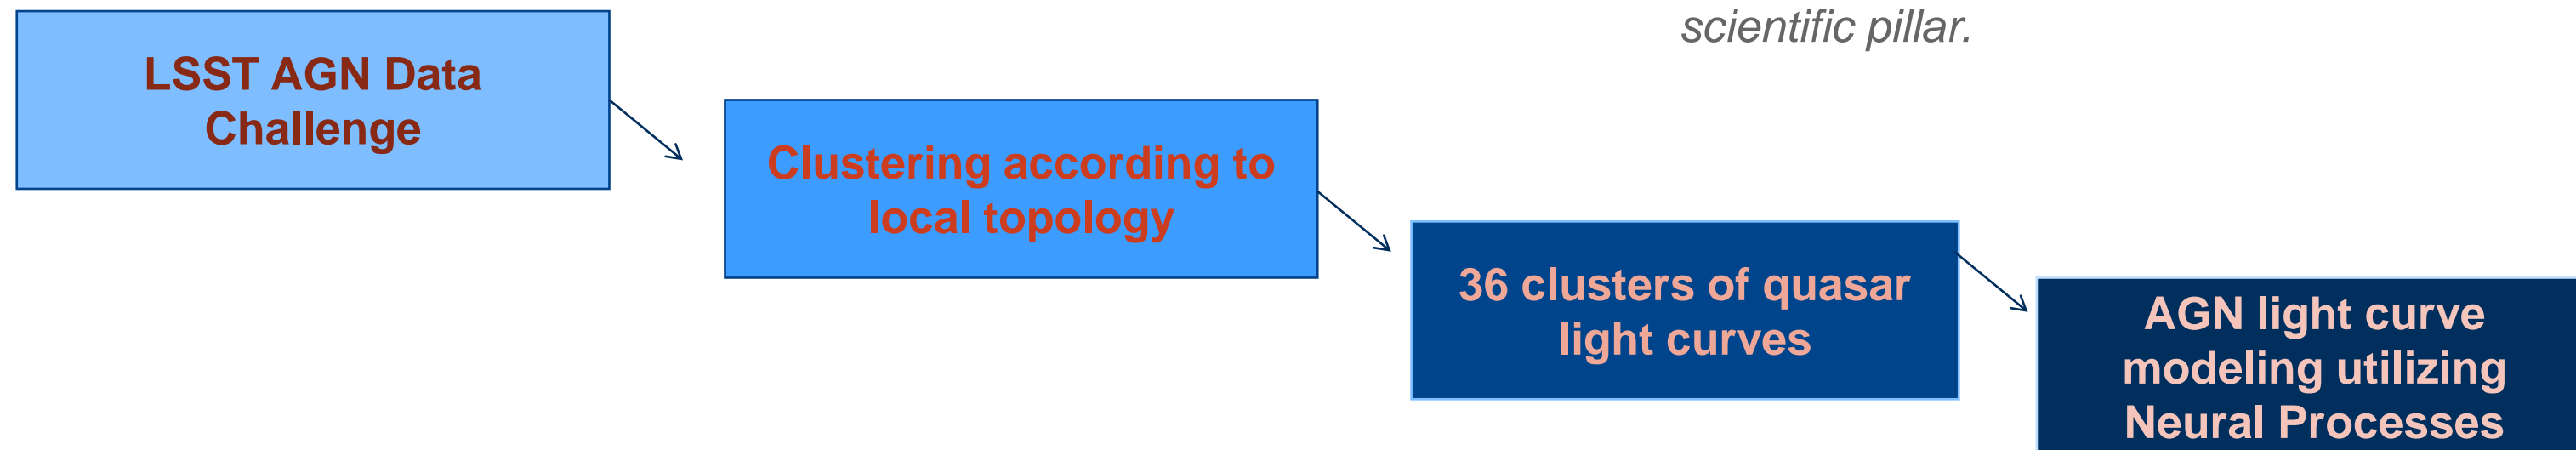 scientific pillar.
LSST AGN Data
Challenge
Clustering according to
local topology
36 clusters of quasar
light curves
AGN light curve
modeling utilizing
Neural Processes